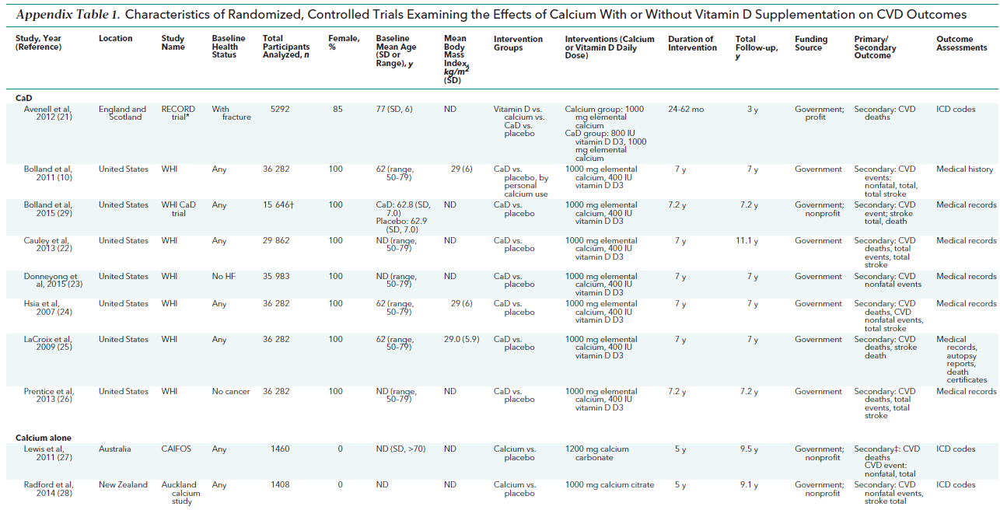 Appendix Table 1. Characteristics of Randomized, Controlled Trials Examining the Effects of Calcium With or Without Vitamin D Supplementation on CVD Outcomes
Study, Year Location Study Baseline Total Female, Baseline Mean Intervention Interventions (Calcium Duration of Total Funding Primary/ Outcome
(Reference) Name Health Participants % Mean Age Body Groups or Vitamin D Daily Intervention Follow-up, Source Secondary Assessments
Status Analyzed, n (SD or Mass Dose) y Outcome
Range), y Index,
kg/m2
(SD)
CaD
Avenell et al, England and RECORD With 5292 85 77 (SD, 6) ND Vitamin D vs. Calcium group: 1000 24-62 mo 3 y Government; Secondary: CVD ICD codes
2012 (21) Scotland trial* fracture calcium vs. mg elemental profit deaths
CaD vs. calcium
placebo CaD group: 800 IU
vitamin D D3, 1000
mg elemental
calcium
Bolland et al, United States WHI Any 36 282 100 62 (range, 29 (6) CaD vs. 1000 mg elemental 7 y 7 y Government Secondary: CVD Medical history
2011 (10) 50-79) placebo, by calcium, 400 IU events:
personal vitamin D D3 nonfatal, total,
calcium use total stroke
Bolland et al, United States WHI CaD Any 15 646† 100 CaD: 62.8 (SD, ND CaD vs. 1000 mg elemental 7.2 y 7.2 y Government; Secondary: CVD Medical records
2015 (29) trial 7.0) placebo calcium, 400 IU nonprofit event; stroke
Placebo: 62.9 vitamin D D3 total, death
(SD, 7.0)
Cauley et al, United States WHI Any 29 862 100 ND (range, ND CaD vs. 1000 mg elemental 7 y 11.1 y Government Secondary: CVD Medical records
2013 (22) 50-79) placebo calcium, 400 IU deaths, total
vitamin D D3 events, total
stroke
Donneyong et United States WHI No HF 35 983 100 ND (range, ND CaD vs. 1000 mg elemental 7 y 7 y Government Secondary: CVD Medical records
al, 2015 (23) 50-79) placebo calcium, 400 IU nonfatal events
vitamin D D3
Hsia et al, United States WHI Any 36 282 100 62 (range, 29 (6) CaD vs. 1000 mg elemental 7 y 7 y Government Secondary: CVD Medical records
2007 (24) 50-79) placebo calcium, 400 IU deaths, CVD
vitamin D D3 nonfatal events,
total stroke
LaCroix et al, United States WHI Any 36 282 100 62 (range, 29.0 (5.9) CaD vs. 1000 mg elemental 7 y 7 y Government Secondary: CVD Medical
2009 (25) 50-79) placebo calcium, 400 IU deaths, stroke records,
vitamin D D3 death autopsy
reports,
death
certificates
Prentice et al, United States WHI No cancer 36 282 100 ND (range, ND CaD vs. 1000 mg elemental 7.2 y 7.2 y Government Secondary: CVD Medical records
2013 (26) 50-79) placebo calcium, 400 IU deaths, total
vitamin D D3 events, total
stroke
Calcium alone
Lewis et al, Australia CAIFOS Any 1460 0 ND (SD, >70) ND Calcium vs. 1200 mg calcium 5 y 9.5 y Government; Secondary‡: CVD ICD codes
2011 (27) placebo carbonate nonprofit deaths
CVD event:
nonfatal, total
Radford et al, New Zealand Auckland Any 1408 0 ND ND Calcium vs. 1000 mg calcium citrate 5 y 9.1 y Government; Secondary: CVD ICD codes
2014 (28) calcium placebo nonprofit nonfatal events,
study stroke total